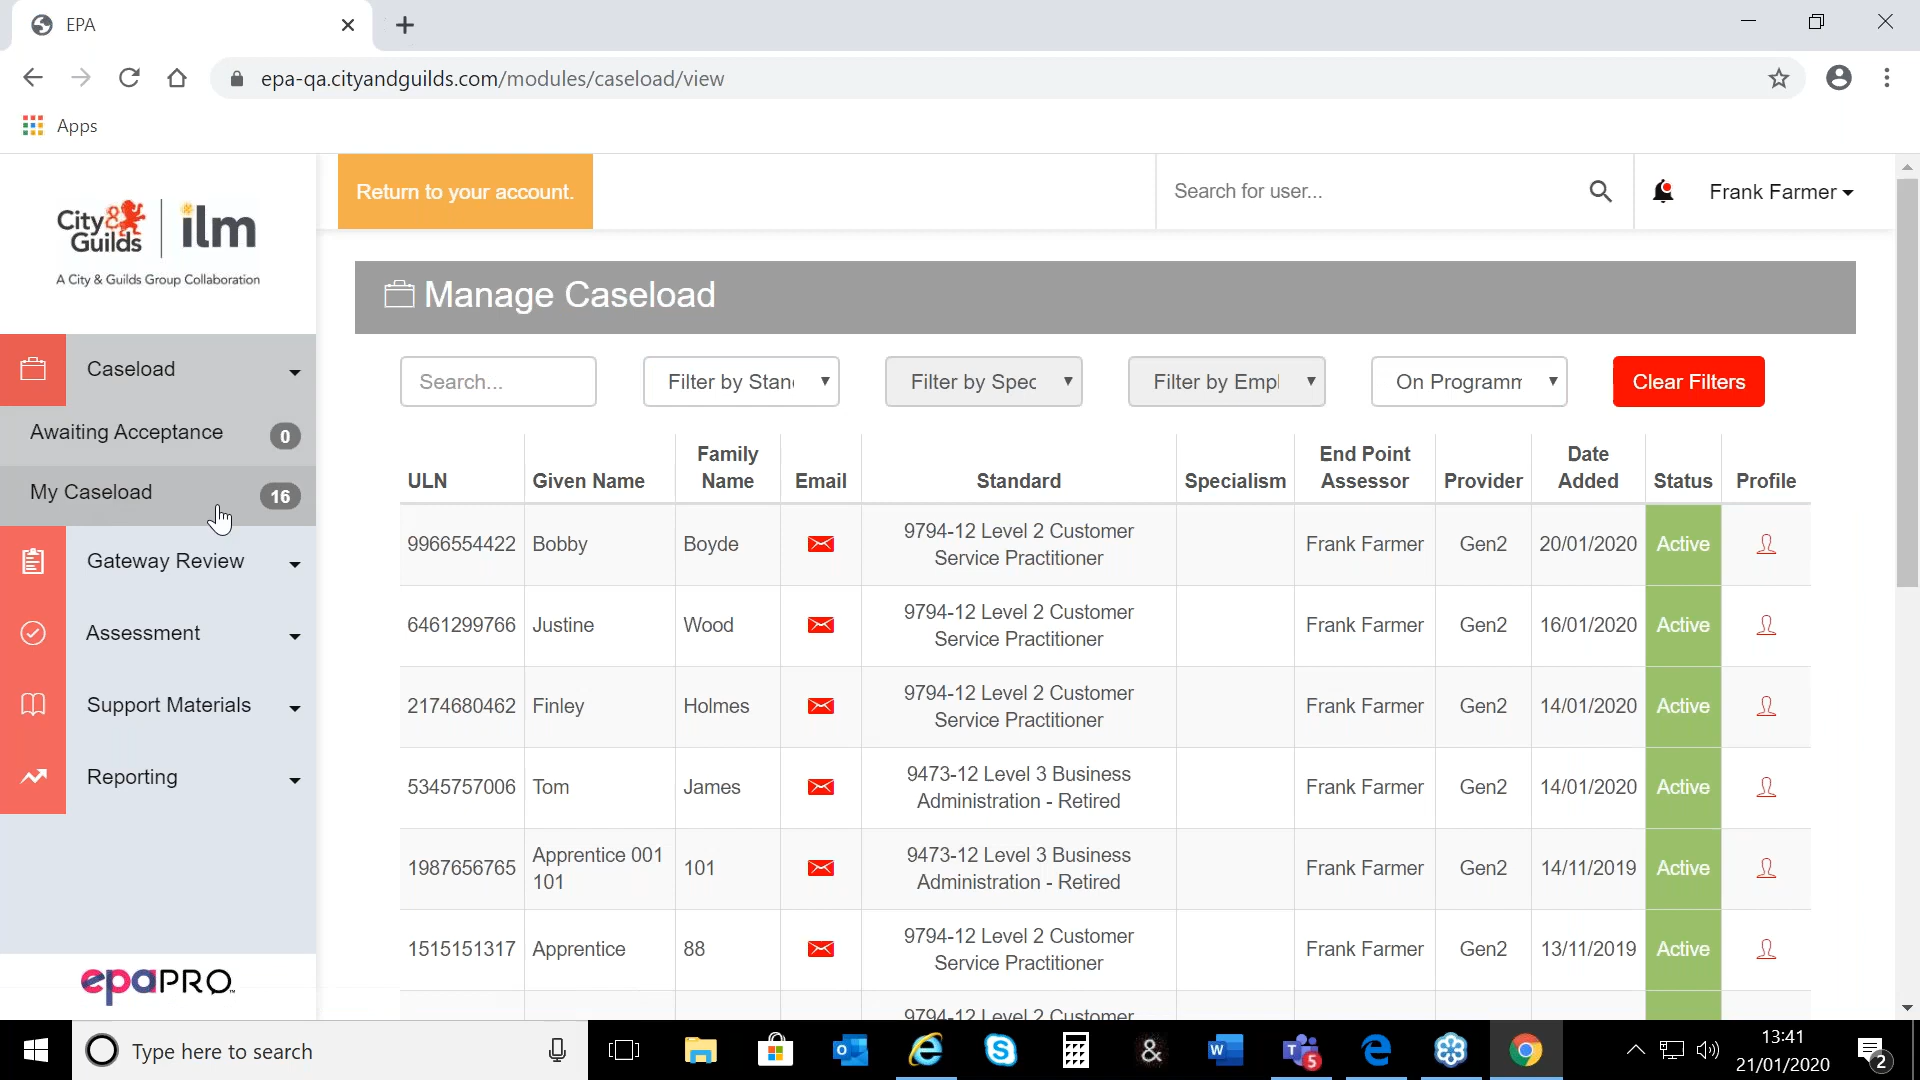 EPA
epa-qa.cityandguilds.com/modules/caseload/view
Apps
City & Guilds
ilm
A City & Guilds Group Collaboration
Return to your account.
Search for user...
Frank Farmer
Manage Caseload
Caseload
Awaiting Acceptance 0
My Caseload 16
Gateway Review
Assessment
Support Materials
Reporting
epaPRO
Search...
Filter by Stan
Filter by Spec
Filter by Empl
On Programm
Clear Filters
ULN Given Name Family Name Email Standard Specialism End Point Assessor Provider Date Added Status Profile
9966554422 Bobby Boyde 9794-12 Level 2 Customer Service Practitioner Frank Farmer Gen2 20/01/2020 Active
6461299766 Justine Wood 9794-12 Level 2 Customer Service Practitioner Frank Farmer Gen2 16/01/2020 Active
2174680462 Finley Holmes 9794-12 Level 2 Customer Service Practitioner Frank Farmer Gen2 14/01/2020 Active
5345757006 Tom James 9473-12 Level 3 Business Administration - Retired Frank Farmer Gen2 14/01/2020 Active
1987656765 Apprentice 001 101 101 9473-12 Level 3 Business Administration - Retired Frank Farmer Gen2 14/11/2019 Active
1515151317 Apprentice 88 9794-12 Level 2 Customer Service Practitioner Frank Farmer Gen2 13/11/2019 Active
9794-12 Level 2 Customer
Type here to search
5
13:41
21/01/2020
2